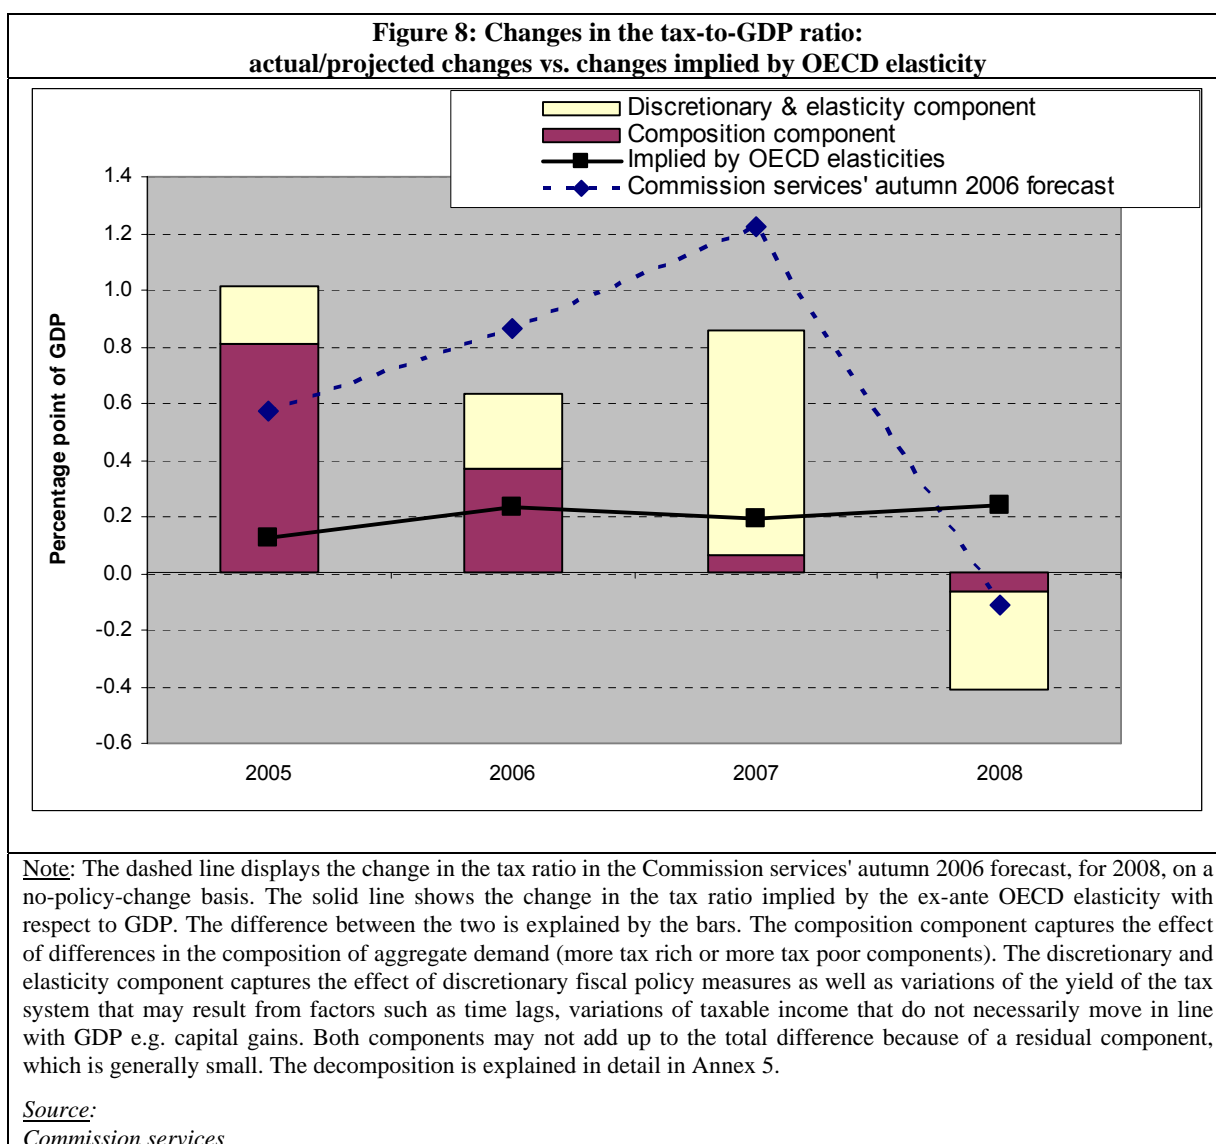 Figure 8: Changes in the tax-to-GDP ratio:
actual/projected changes vs. changes implied by OECD elasticity
Discretionary & elasticity component
Composition component
Implied by OECD elasticities
Commission services' autumn 2006 forecast
Percentage point of GDP
1.4
1.2
1.0
0.8
0.6
0.4
0.2
0.0
-0.2
-0.4
-0.6
2005 2006 2007 2008
Note: The dashed line displays the change in the tax ratio in the Commission services' autumn 2006 forecast, for 2008, on a
no-policy-change basis. The solid line shows the change in the tax ratio implied by the ex-ante OECD elasticity with
respect to GDP. The difference between the two is explained by the bars. The composition component captures the effect
of differences in the composition of aggregate demand (more tax rich or more tax poor components). The discretionary and
elasticity component captures the effect of discretionary fiscal policy measures as well as variations of the yield of the tax
system that may result from factors such as time lags, variations of taxable income that do not necessarily move in line
with GDP e.g. capital gains. Both components may not add up to the total difference because of a residual component,
which is generally small. The decomposition is explained in detail in Annex 5.
Source:
Commission services